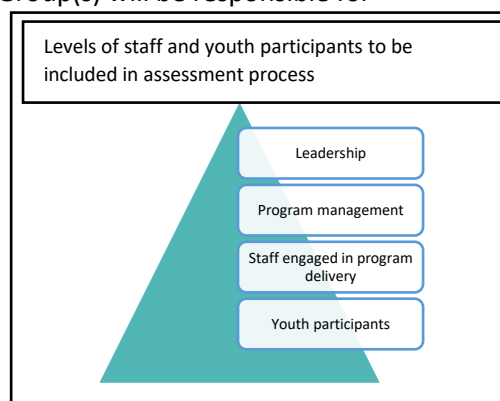 Group(s) will be responsible for
Levels of staff and youth participants to be
included in assessment process
Leadership
Program management
Staff engaged in program
delivery
Youth participants